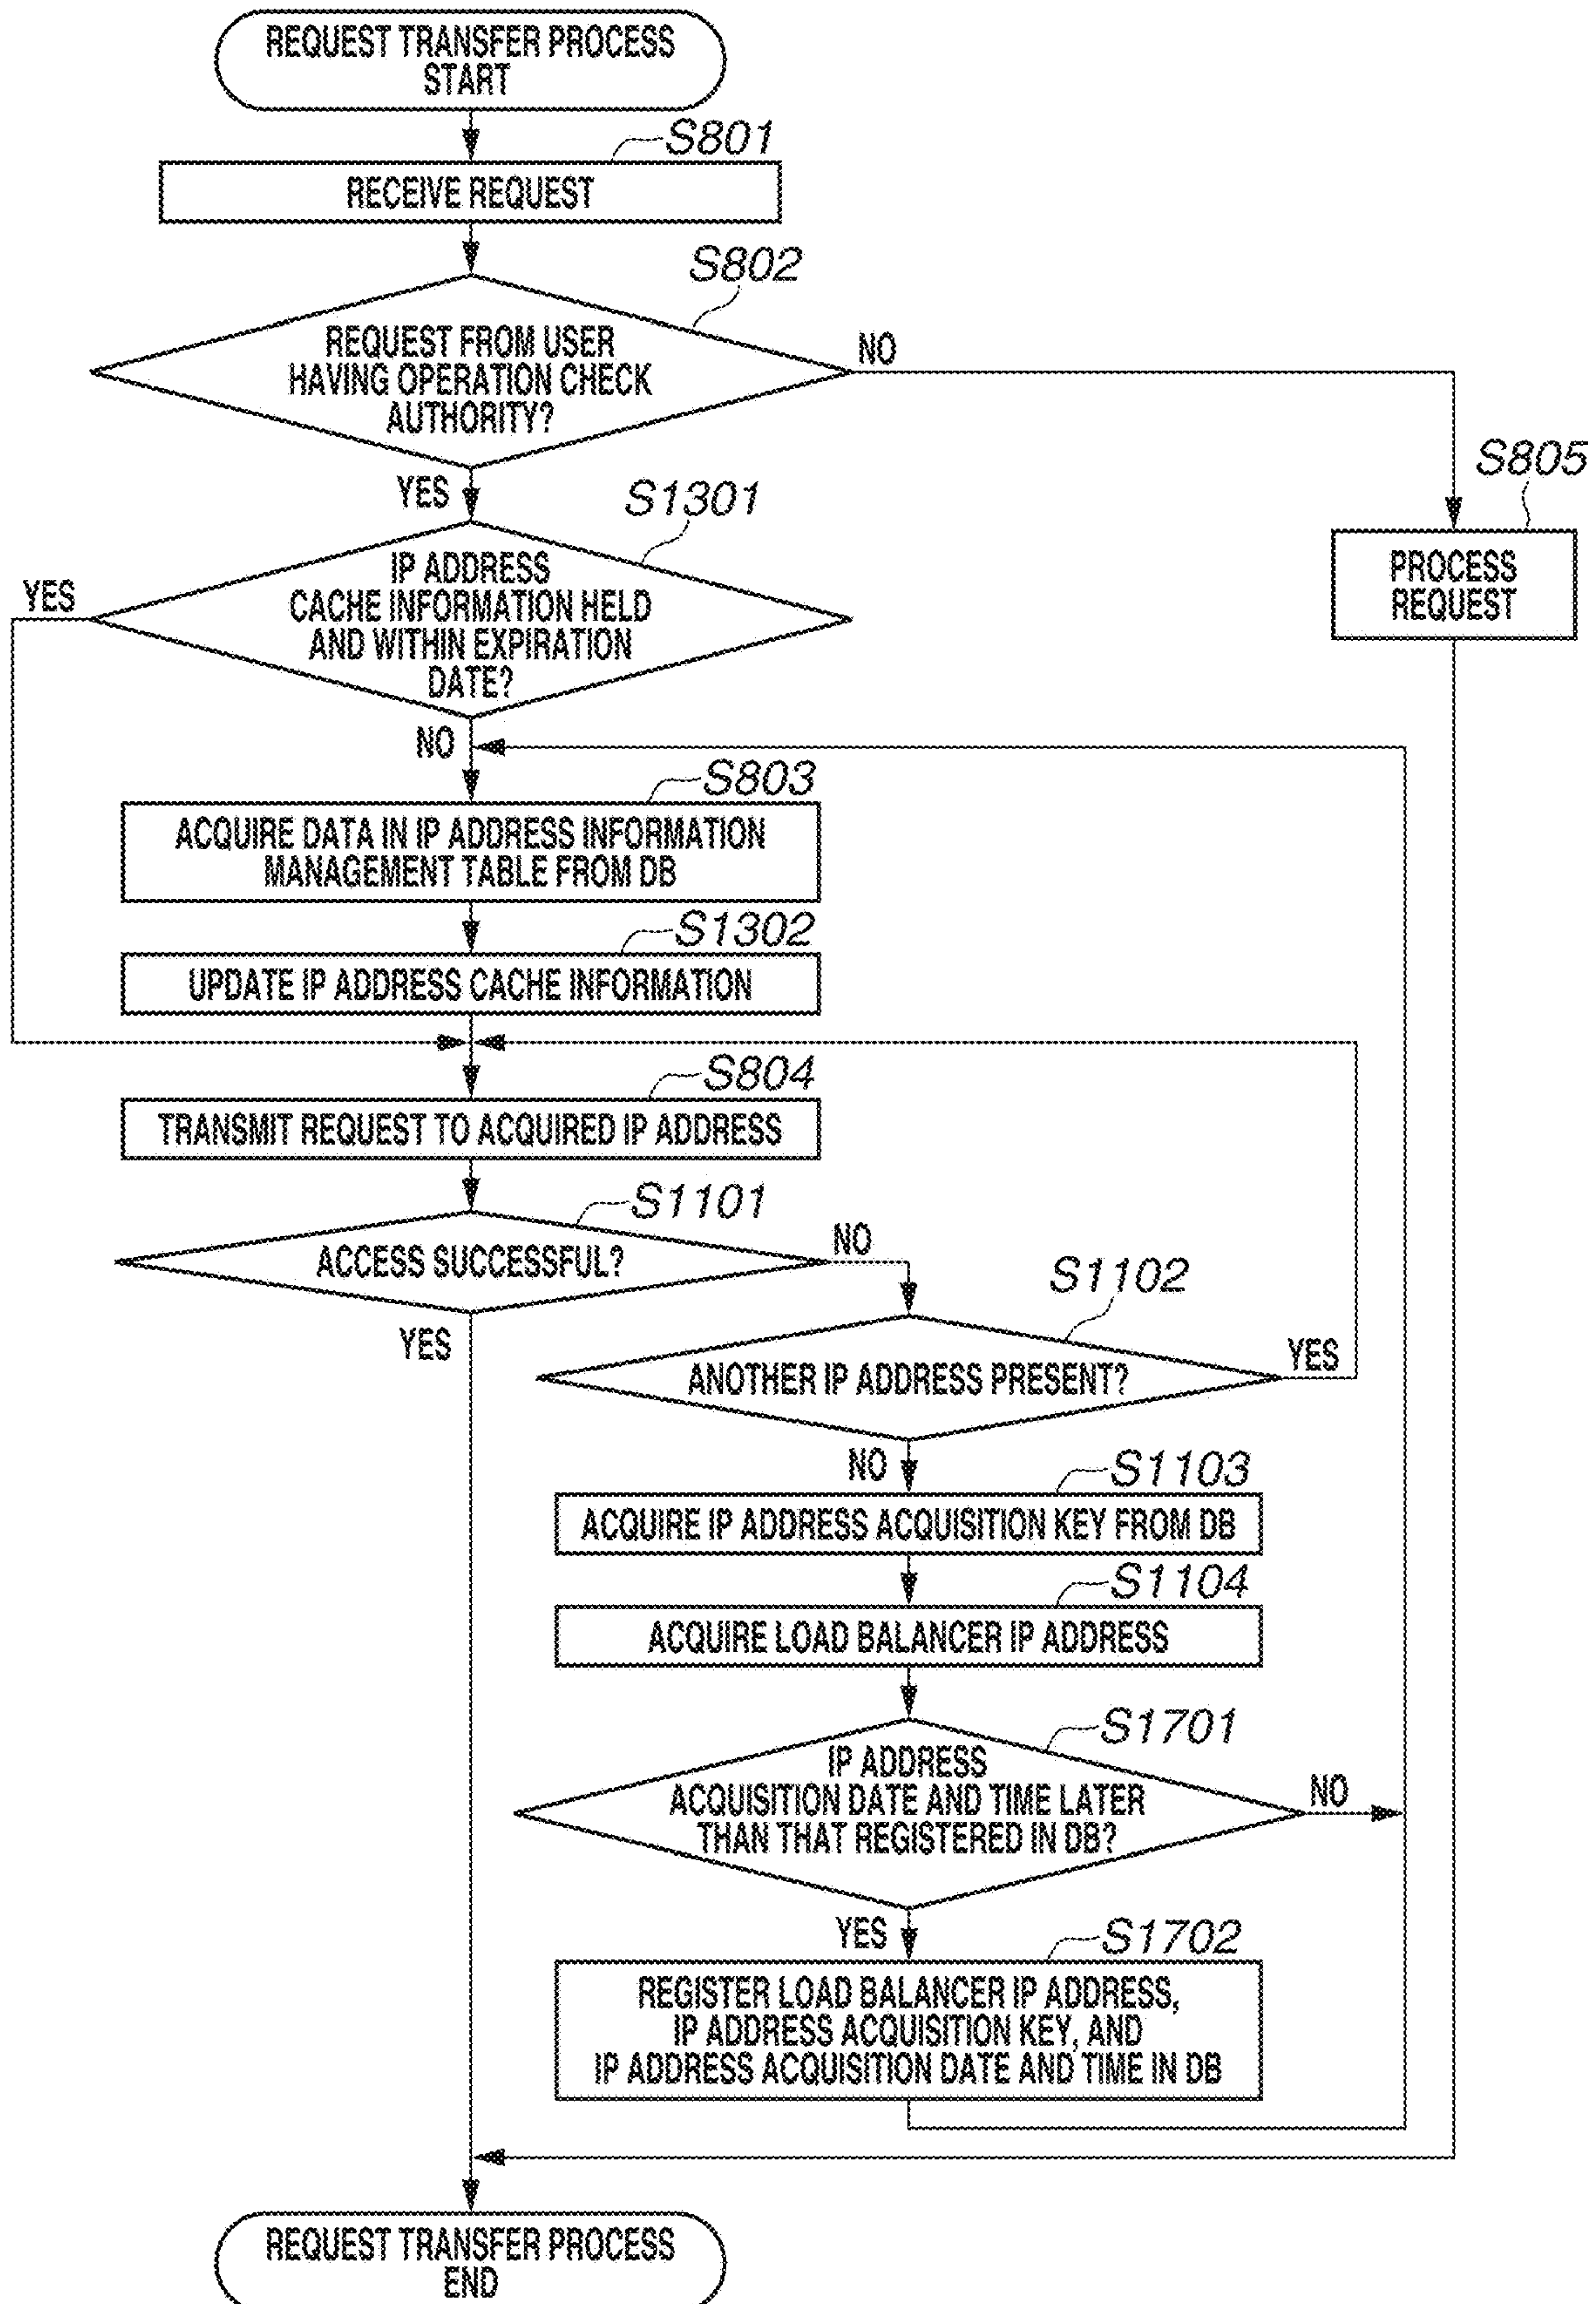 REQUEST TRANSFER PROCESS
START
S801
RECEIVE REQUEST
S802
REQUEST FROM USER
HAVING OPERATION CHECK
AUTHORITY?
NO
YES
S805
PROCESS
REQUEST
S1301
IP ADDRESS
CACHE INFORMATION HELD
AND WITHIN EXPIRATION
DATE?
YES
NO
S803
ACQUIRE DATA IN IP ADDRESS INFORMATION
MANAGEMENT TABLE FROM DB
S1302
UPDATE IP ADDRESS CACHE INFORMATION
S804
TRANSMIT REQUEST TO ACQUIRED IP ADDRESS
S1101
ACCESS SUCCESSFUL?
NO
YES
S1102
ANOTHER IP ADDRESS PRESENT?
YES
NO
S1103
ACQUIRE IP ADDRESS ACQUISITION KEY FROM DB
S1104
ACQUIRE LOAD BALANCER IP ADDRESS
S1701
IP ADDRESS
ACQUISITION DATE AND TIME LATER
THAN THAT REGISTERED IN DB?
NO
YES
S1702
REGISTER LOAD BALANCER IP ADDRESS,
IP ADDRESS ACQUISITION KEY, AND
IP ADDRESS ACQUISITION DATE AND TIME IN DB
REQUEST TRANSFER PROCESS
END